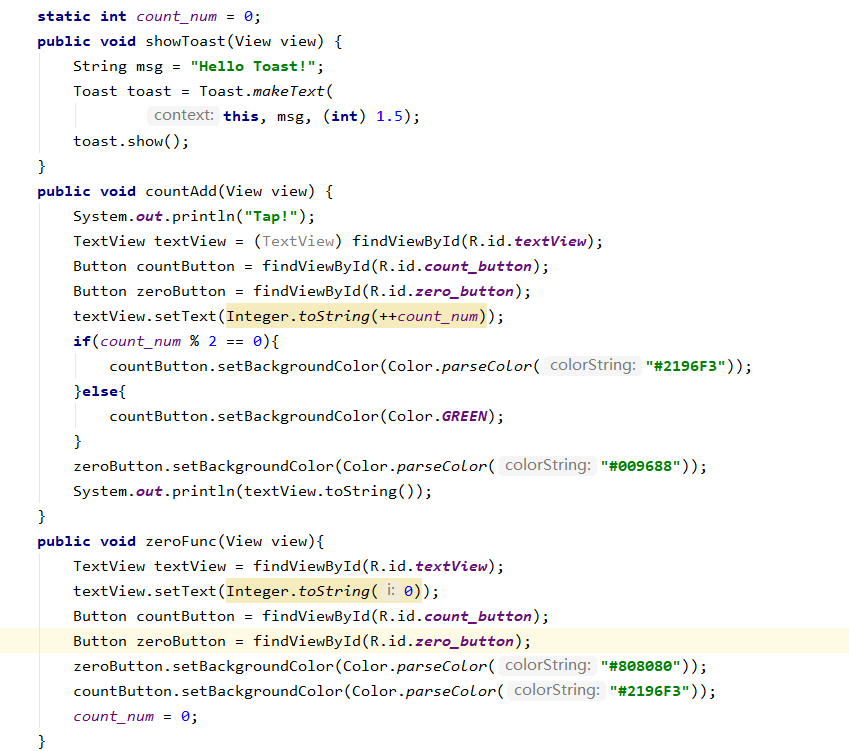 static int count_num = 0;
public void showToast(View view) {
    String msg = "Hello Toast!";
    Toast toast = Toast.makeText(
            context: this, msg, (int) 1.5);
    toast.show();
}
public void countAdd(View view) {
    System.out.println("Tap!");
    TextView textView = (TextView) findViewById(R.id.textView);
    Button countButton = findViewById(R.id.count_button);
    Button zeroButton = findViewById(R.id.zero_button);
    textView.setText(Integer.toString(++count_num));
    if(count_num % 2 == 0){
        countButton.setBackgroundColor(Color.parseColor( colorString: "#2196F3"));
    }else{
        countButton.setBackgroundColor(Color.GREEN);
    }
    zeroButton.setBackgroundColor(Color.parseColor( colorString: "#009688"));
    System.out.println(textView.toString());
}
public void zeroFunc(View view){
    TextView textView = findViewById(R.id.textView);
    textView.setText(Integer.toString( i: 0));
    Button countButton = findViewById(R.id.count_button);
    Button zeroButton = findViewById(R.id.zero_button);
    zeroButton.setBackgroundColor(Color.parseColor( colorString: "#808080"));
    countButton.setBackgroundColor(Color.parseColor( colorString: "#2196F3"));
    count_num = 0;
}